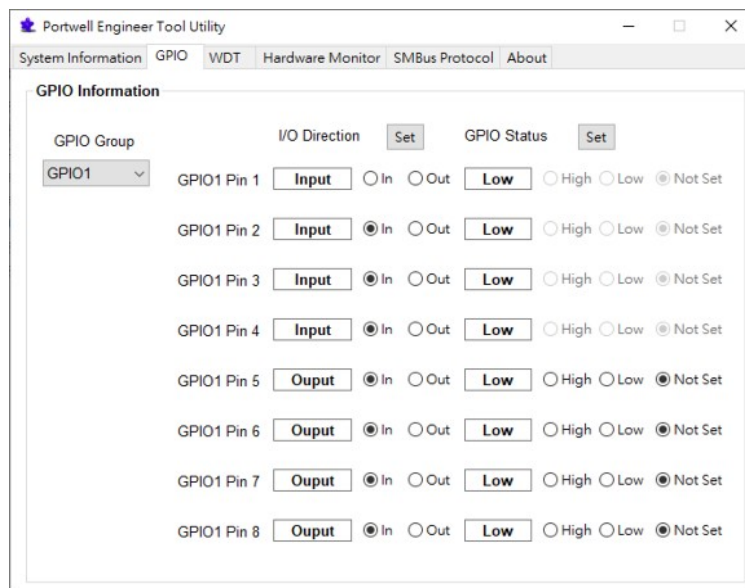 Portwell Engineer Tool Utility
System Information GPIO WDT Hardware Monitor SMBus Protocol About
GPIO Information
GPIO Group I/O Direction Set GPIO Status Set
GPIO1
GPIO1 Pin 1 Input In Out Low High Low Not Set
GPIO1 Pin 2 Input In Out Low High Low Not Set
GPIO1 Pin 3 Input In Out Low High Low Not Set
GPIO1 Pin 4 Input In Out Low High Low Not Set
GPIO1 Pin 5 Ouput In Out Low High Low Not Set
GPIO1 Pin 6 Ouput In Out Low High Low Not Set
GPIO1 Pin 7 Ouput In Out Low High Low Not Set
GPIO1 Pin 8 Ouput In Out Low High Low Not Set